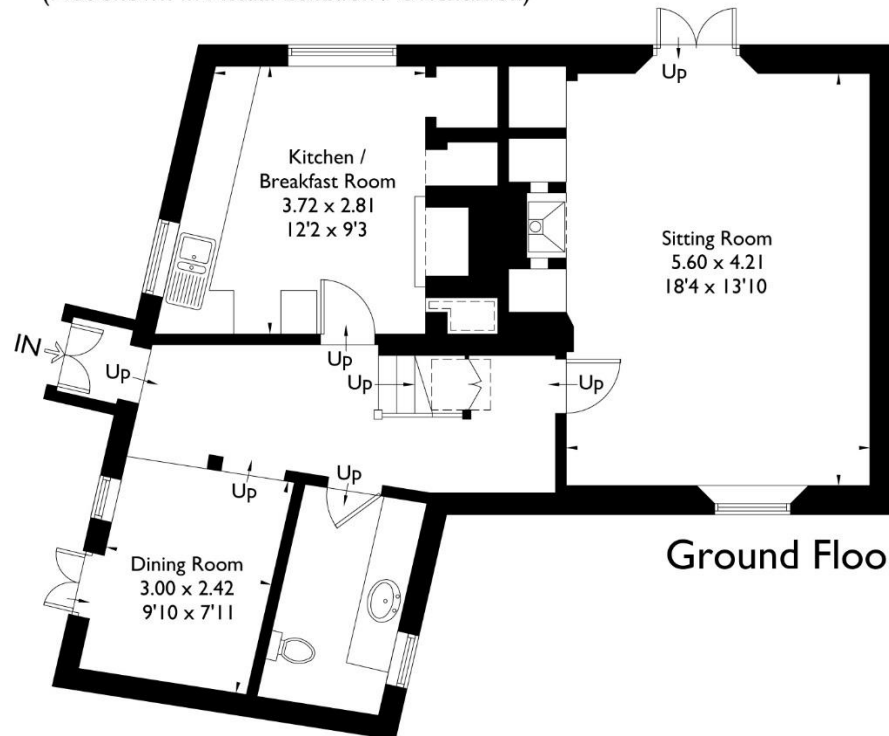 Up
Kitchen /
Breakfast Room
3.72 x 2.81
12'2 x 9'3
Sitting Room
5.60 x 4.21
18'4 x 13'10
IN
Up
Up
Up
Up
Up
Up
Ground Floo
Dining Room
3.00 x 2.42
9'10 x 7'11